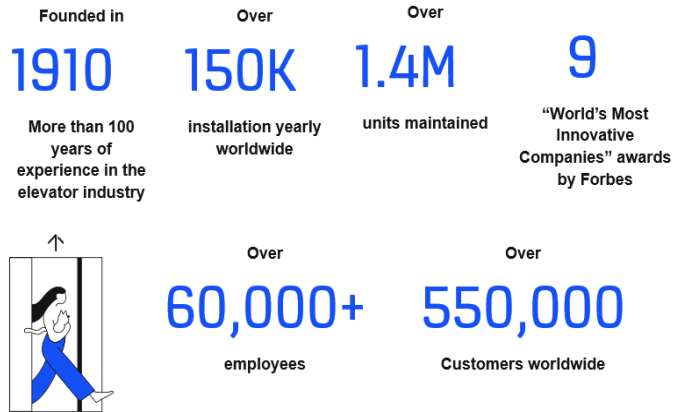 Founded in
1910
More than 100
years of
experience in the
elevator industry
Over
150K
installation yearly
worldwide
Over
1.4M
units maintained
9
“World’s Most
Innovative
Companies” awards
by Forbes
Over
60,000+
employees
Over
550,000
Customers worldwide